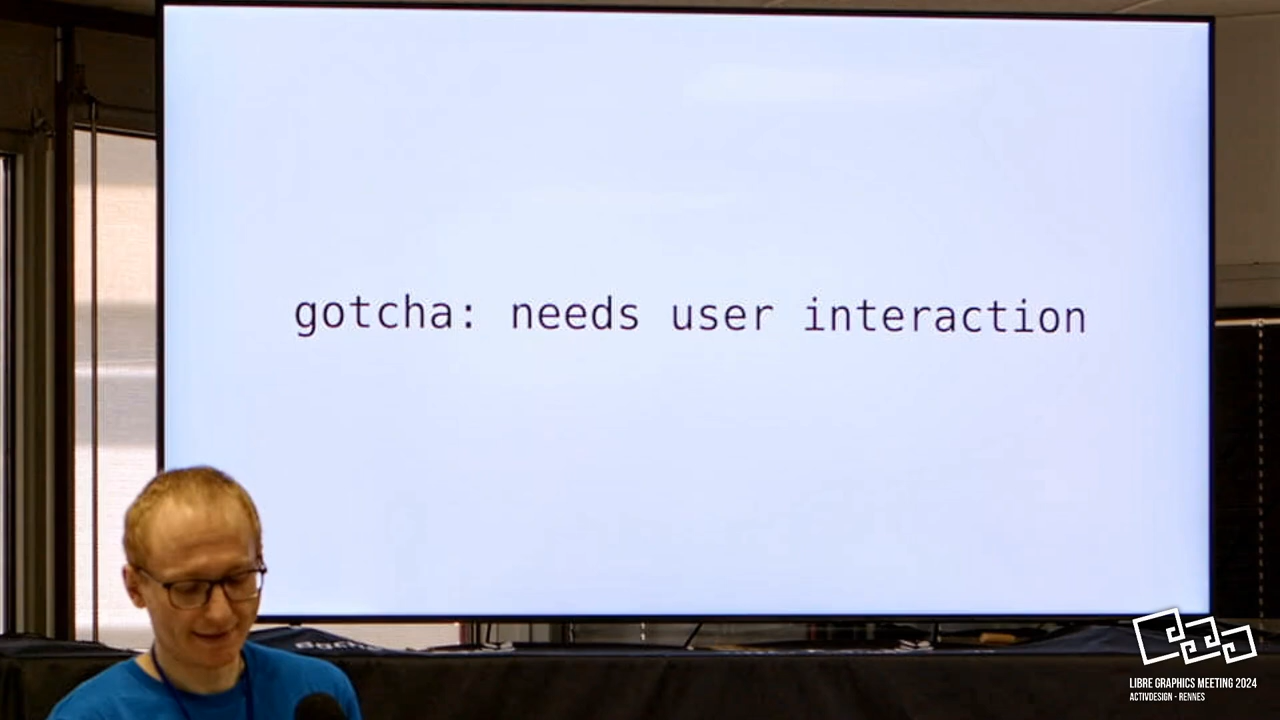 gotcha: needs user interaction
LIBRE GRAPHICS MEETING 2024
ACTIVDESIGN - RENNES